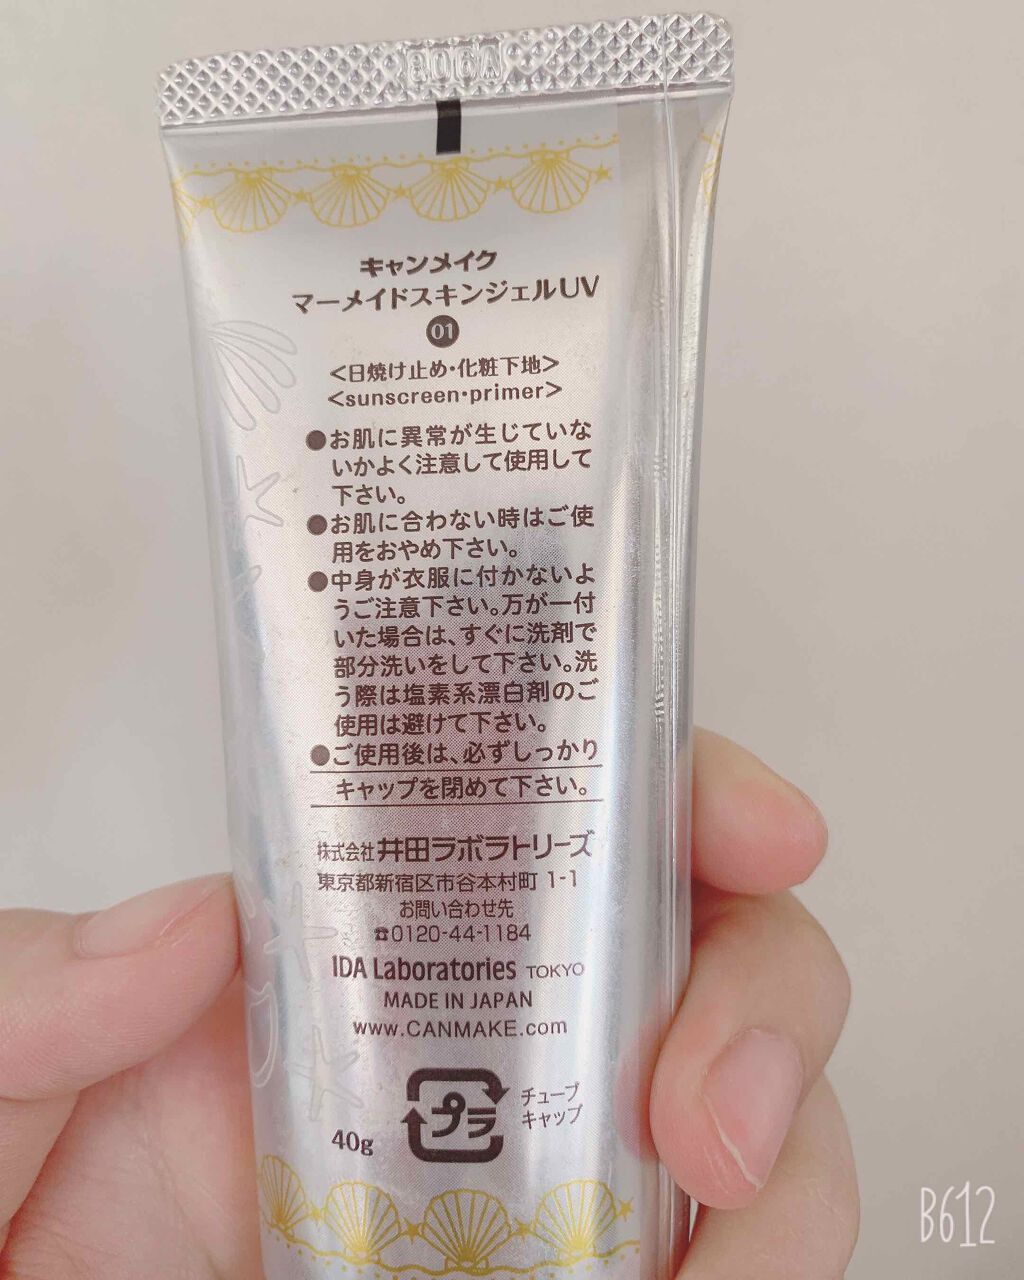 キャンメイク
マーメイドスキンジェルUV
01
<日焼け止め・化粧下地>
<sunscreen・primer>
●お肌に異常が生じていな
いかよく注意して使用して
下さい。
●お肌に合わない時はご使
用をおやめ下さい。
●中身が衣服に付かないよ
うご注意下さい。万が一付
いた場合は、すぐに洗剤で
部分洗いをして下さい。洗
う際は塩素系漂白剤のご
使用は避けて下さい。
●ご使用後は、必ずしっかり
キャップを閉めて下さい。
株式会社井田ラボラトリーズ
東京都新宿区市谷本村町 1-1
お問い合わせ先
☎0120-44-1184
IDA Laboratories TOKYO
MADE IN JAPAN
www.CANMAKE.com
プラ
チューブ
キャップ
40g
B612